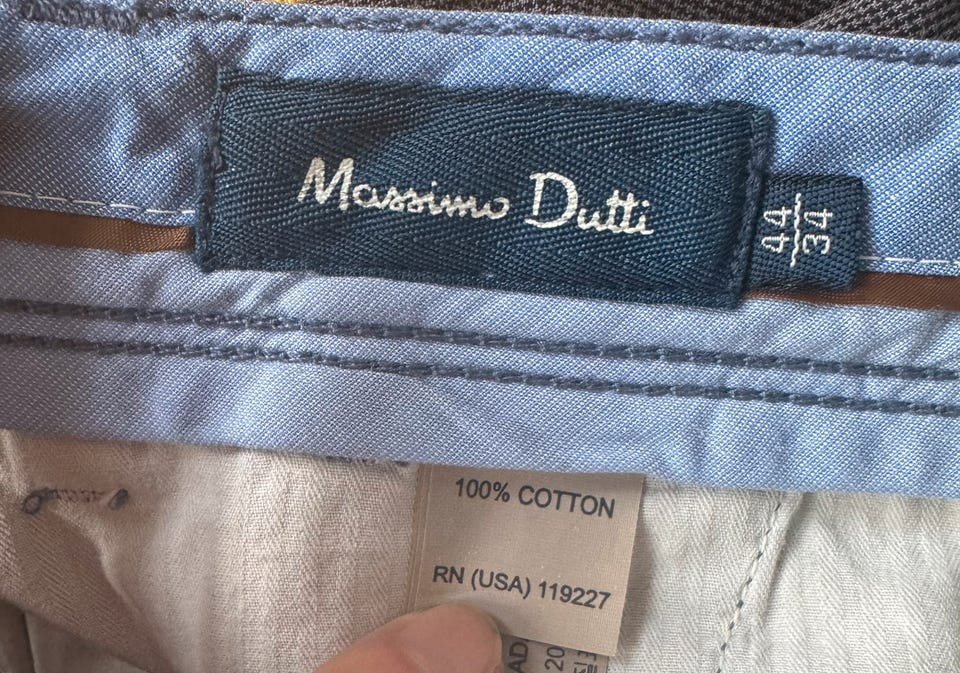 Massimo Dutti
44
34
100% COTTON
RN (USA) 119227